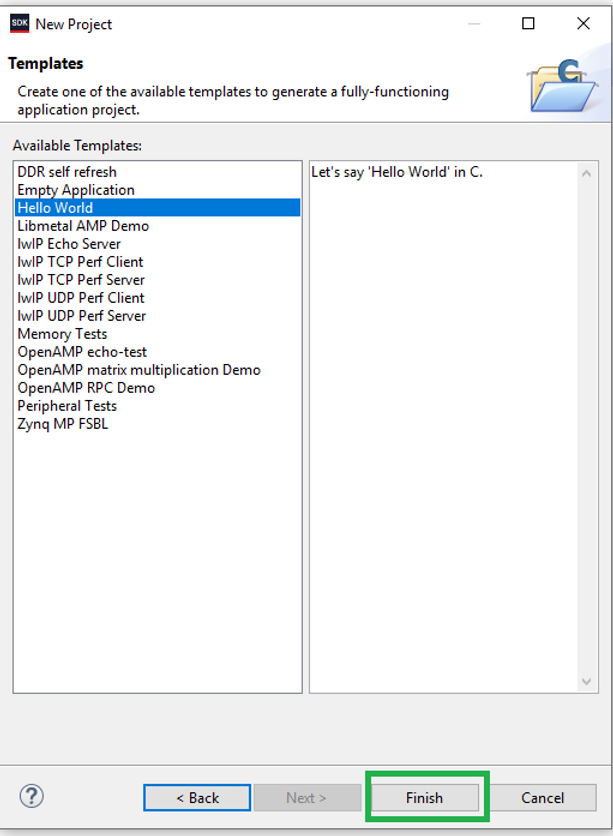 SDK New Project
Templates
Create one of the available templates to generate a fully-functioning
application project.
Available Templates:
DDR self refresh
Empty Application
Hello World
Libmetal AMP Demo
lwIP Echo Server
lwIP TCP Perf Client
lwIP TCP Perf Server
lwIP UDP Perf Client
lwIP UDP Perf Server
Memory Tests
OpenAMP echo-test
OpenAMP matrix multiplication Demo
OpenAMP RPC Demo
Peripheral Tests
Zynq MP FSBL
Let's say 'Hello World' in C.
? < Back Next > Finish Cancel